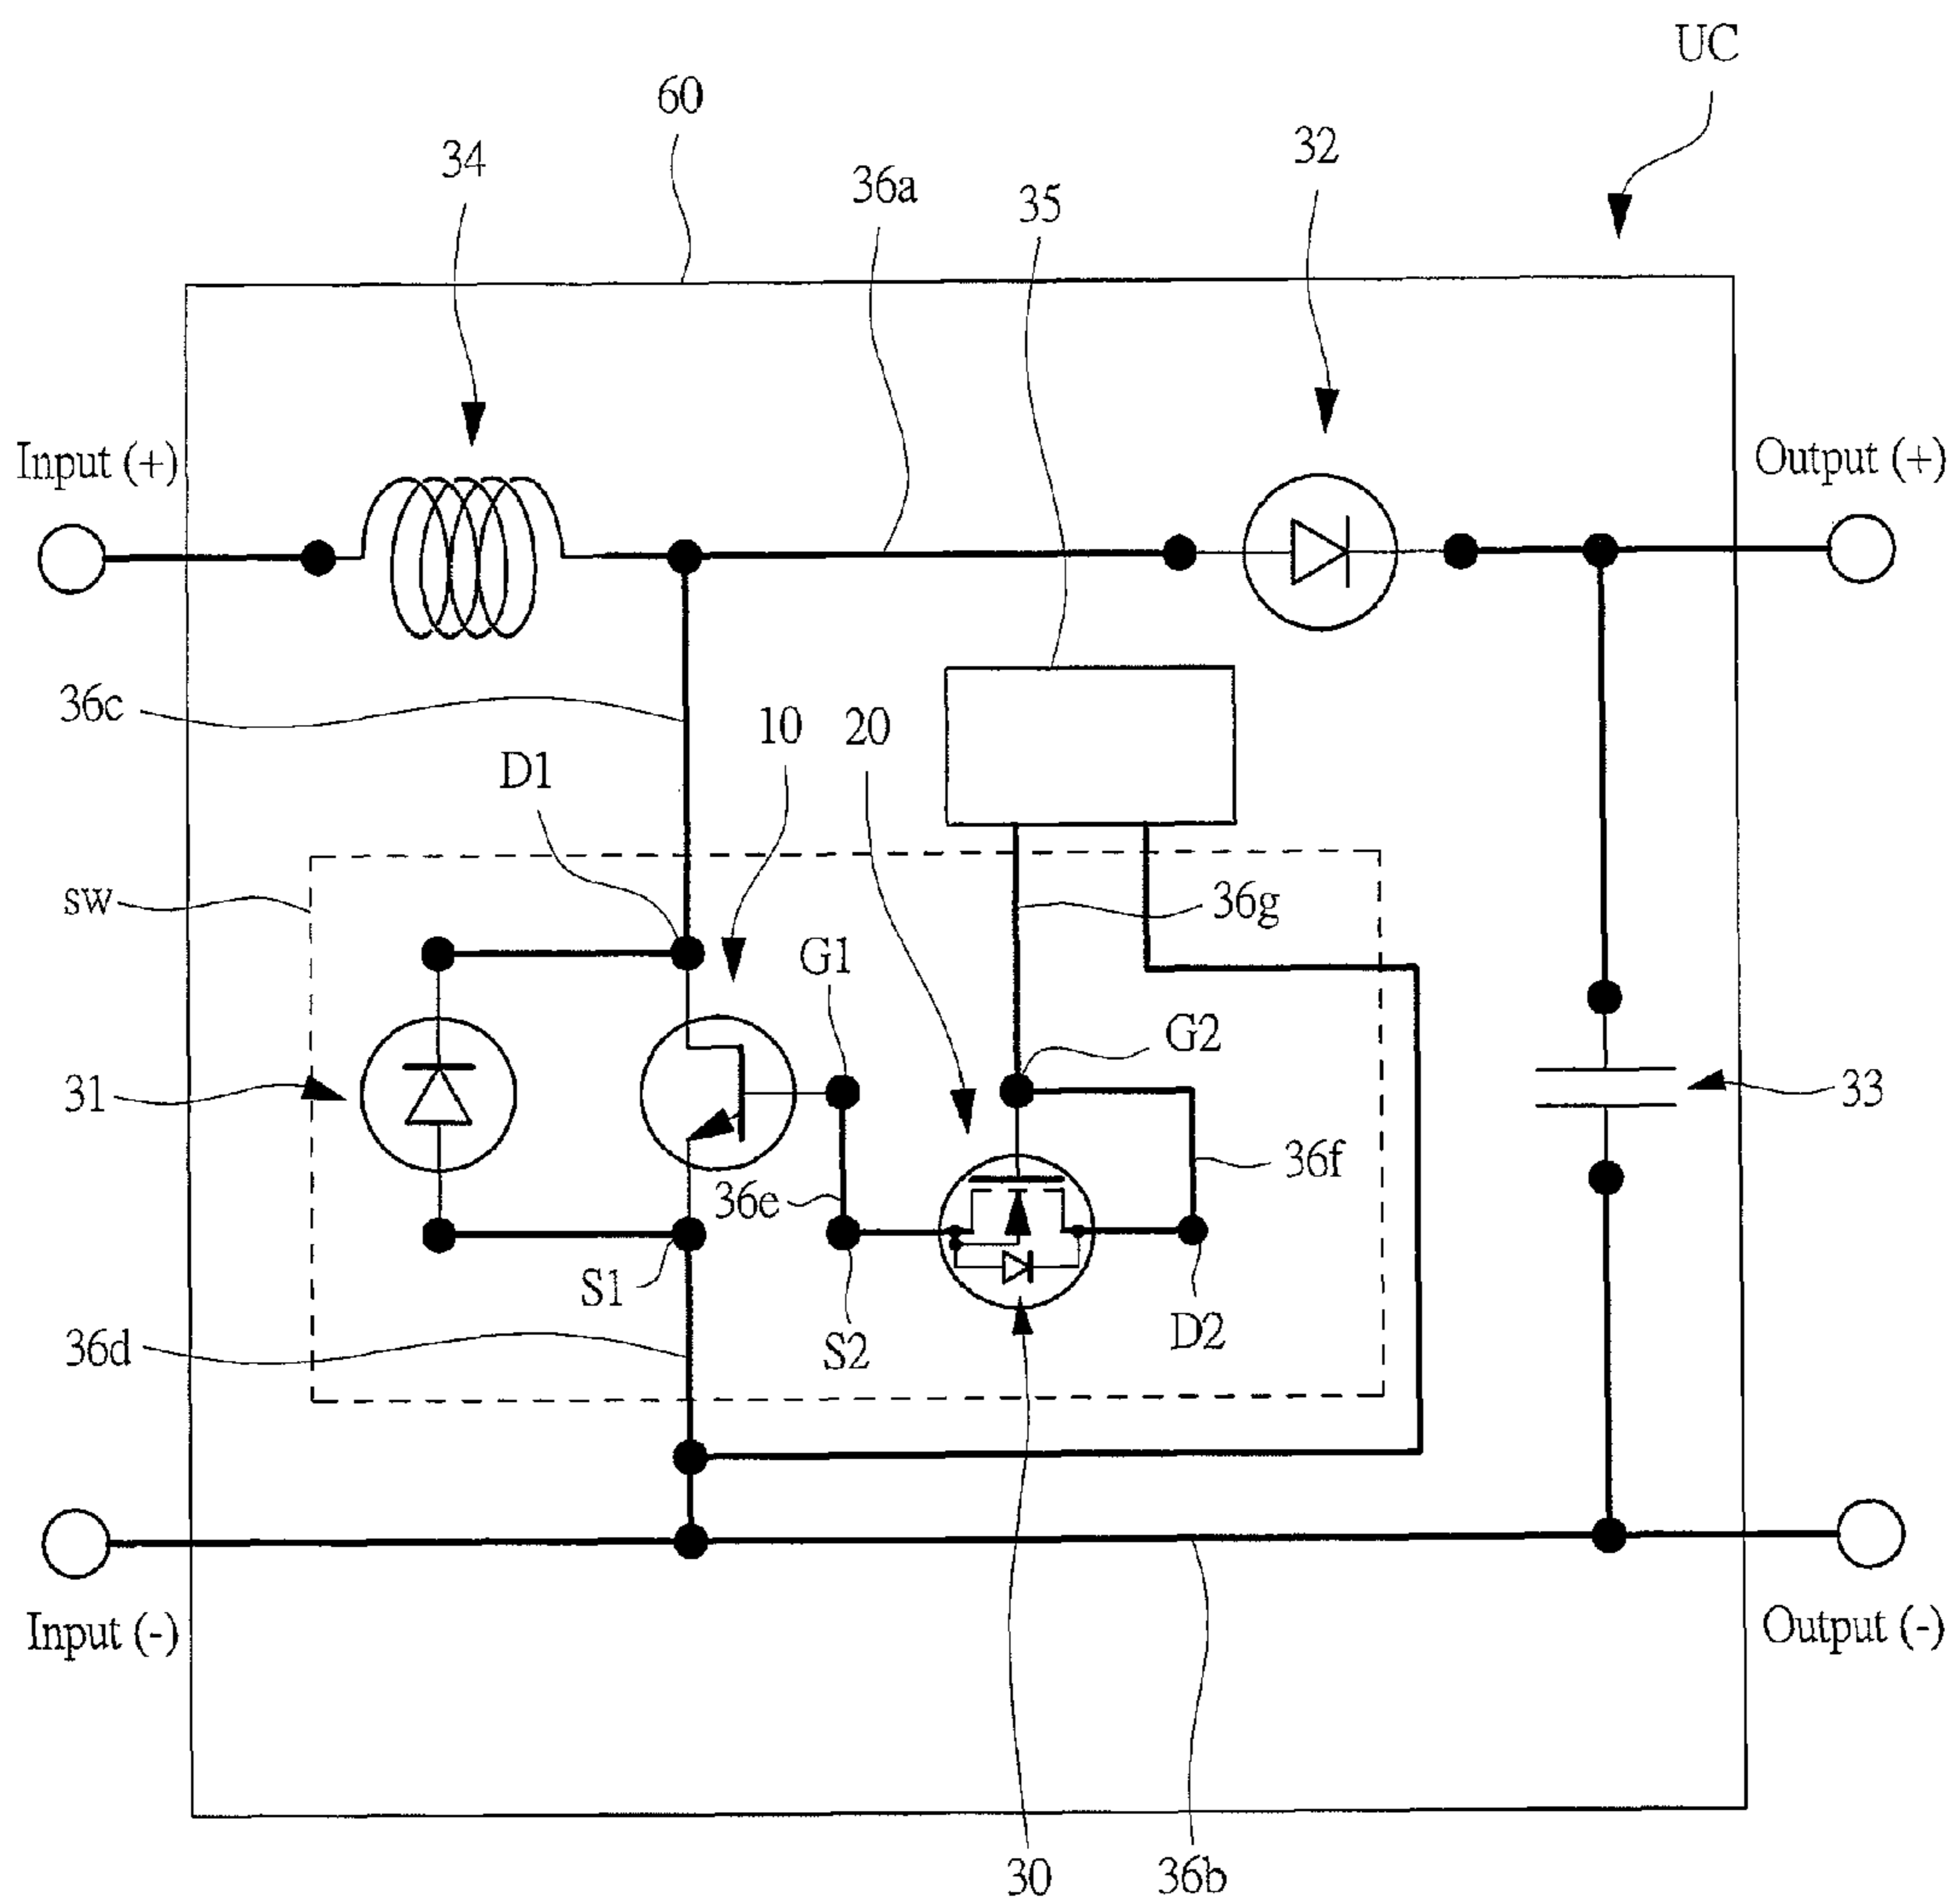 UC
60
34
32
36a
35
Input (+)
Output (+)
36c
10
20
D1
SW
36g
G1
G2
31
33
36f
36e
S1
S2
D2
36d
Input (-)
Output (-)
30
36b